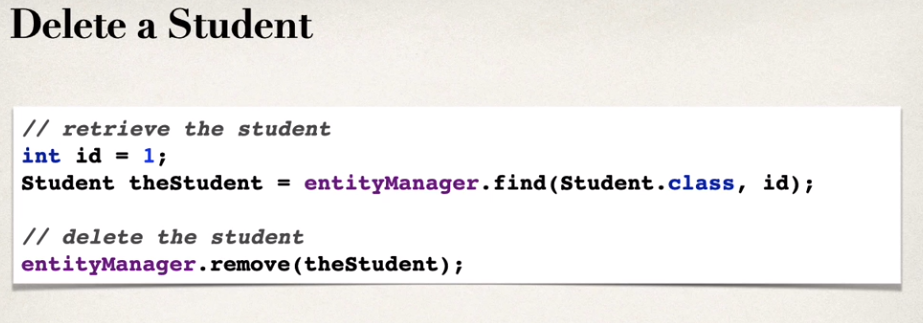 Delete a Student
// retrieve the student
int id = 1;
Student theStudent = entityManager.find(Student.class, id);
// delete the student
entityManager.remove(theStudent);